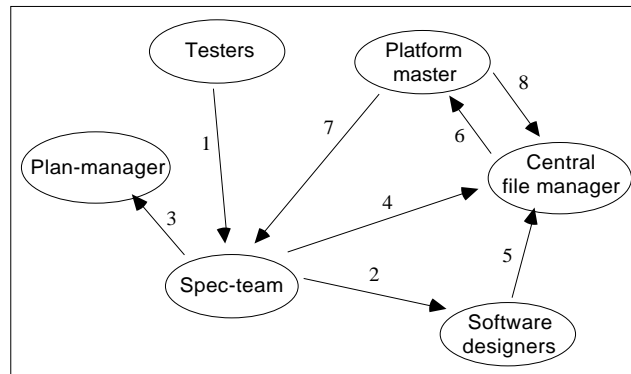 Testers
Platform
master
8
7
1
6
Plan-manager
Central
file manager
4
3
5
2
Spec-team
Software
designers